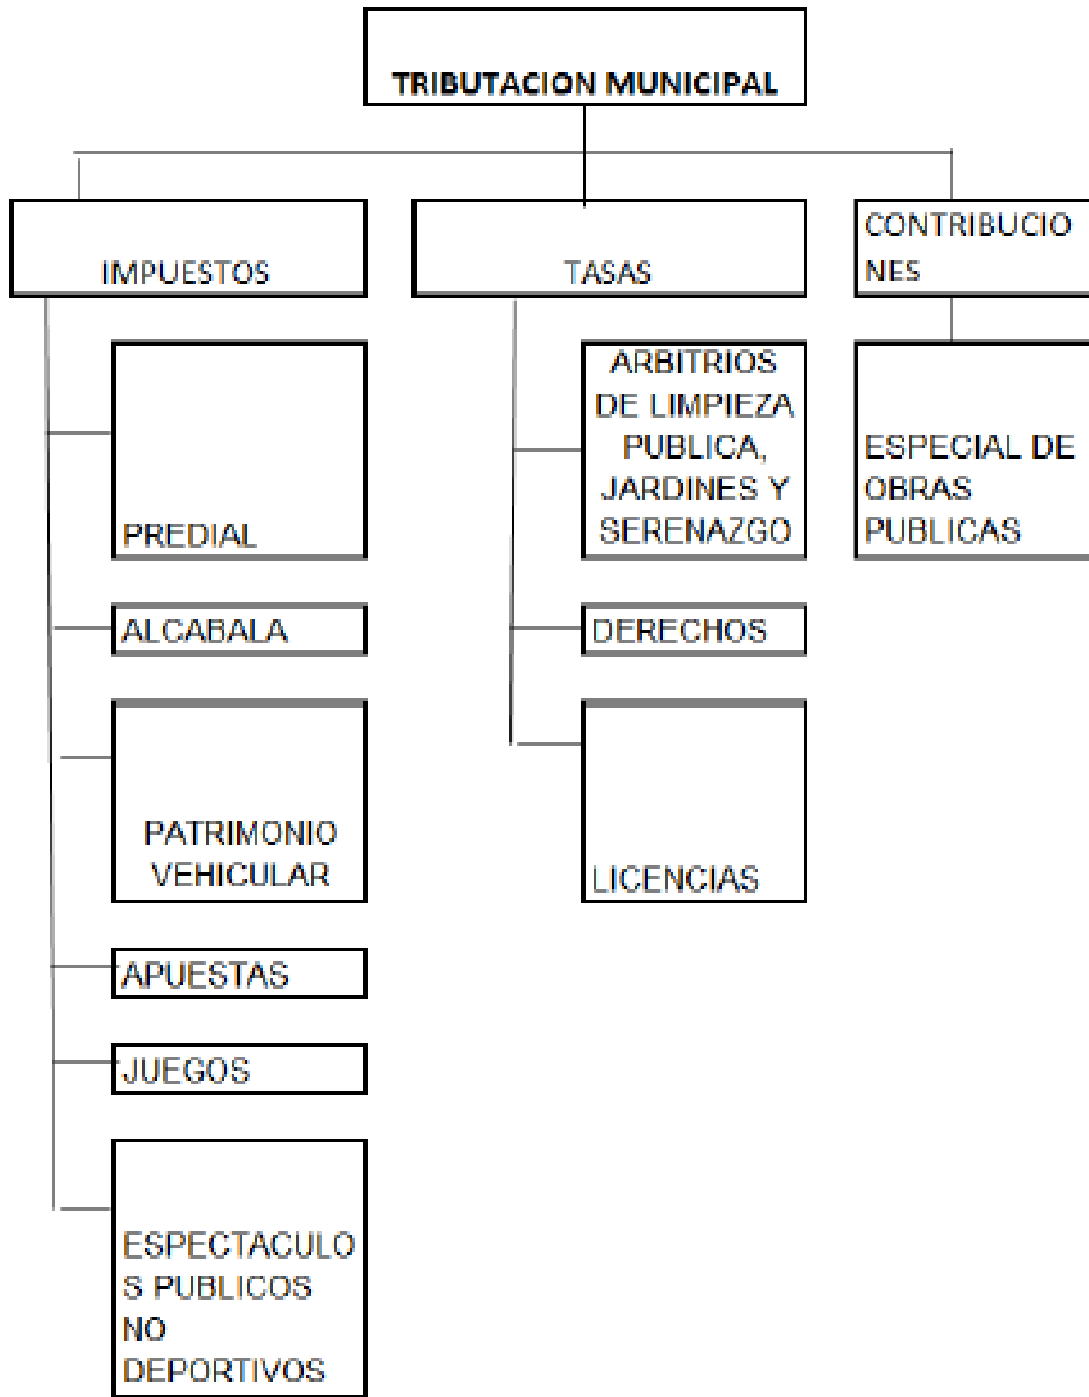 TRIBUTACION MUNICIPAL
IMPUESTOS
TASAS
CONTRIBUCIO
NES
PREDIAL
ARBITRIOS
DE LIMPIEZA
PUBLICA,
JARDINES Y
SERENAZGO
ESPECIAL DE
OBRAS
PUBLICAS
ALCABALA
DERECHOS
PATRIMONIO
VEHICULAR
LICENCIAS
APUESTAS
JUEGOS
ESPECTACULO
S PUBLICOS
NO
DEPORTIVOS